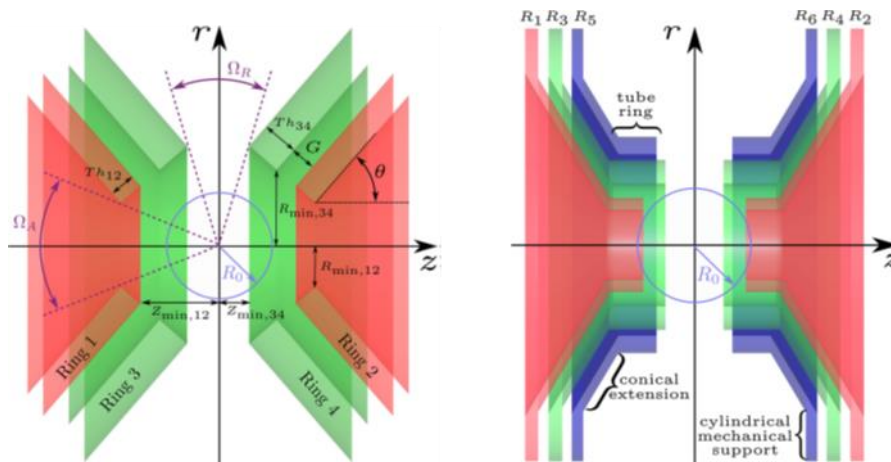 r
Ω_R
Th_34
G
θ
Th_12
R_min,34
Ω_A
z
R_0
R_min,12
z_min,12
z_min,34
Ring 1
Ring 2
Ring 3
Ring 4
R_1 R_3 R_5
r
R_6 R_4 R_2
tube
ring
z
R_0
conical
extension
cylindrical
mechanical
support